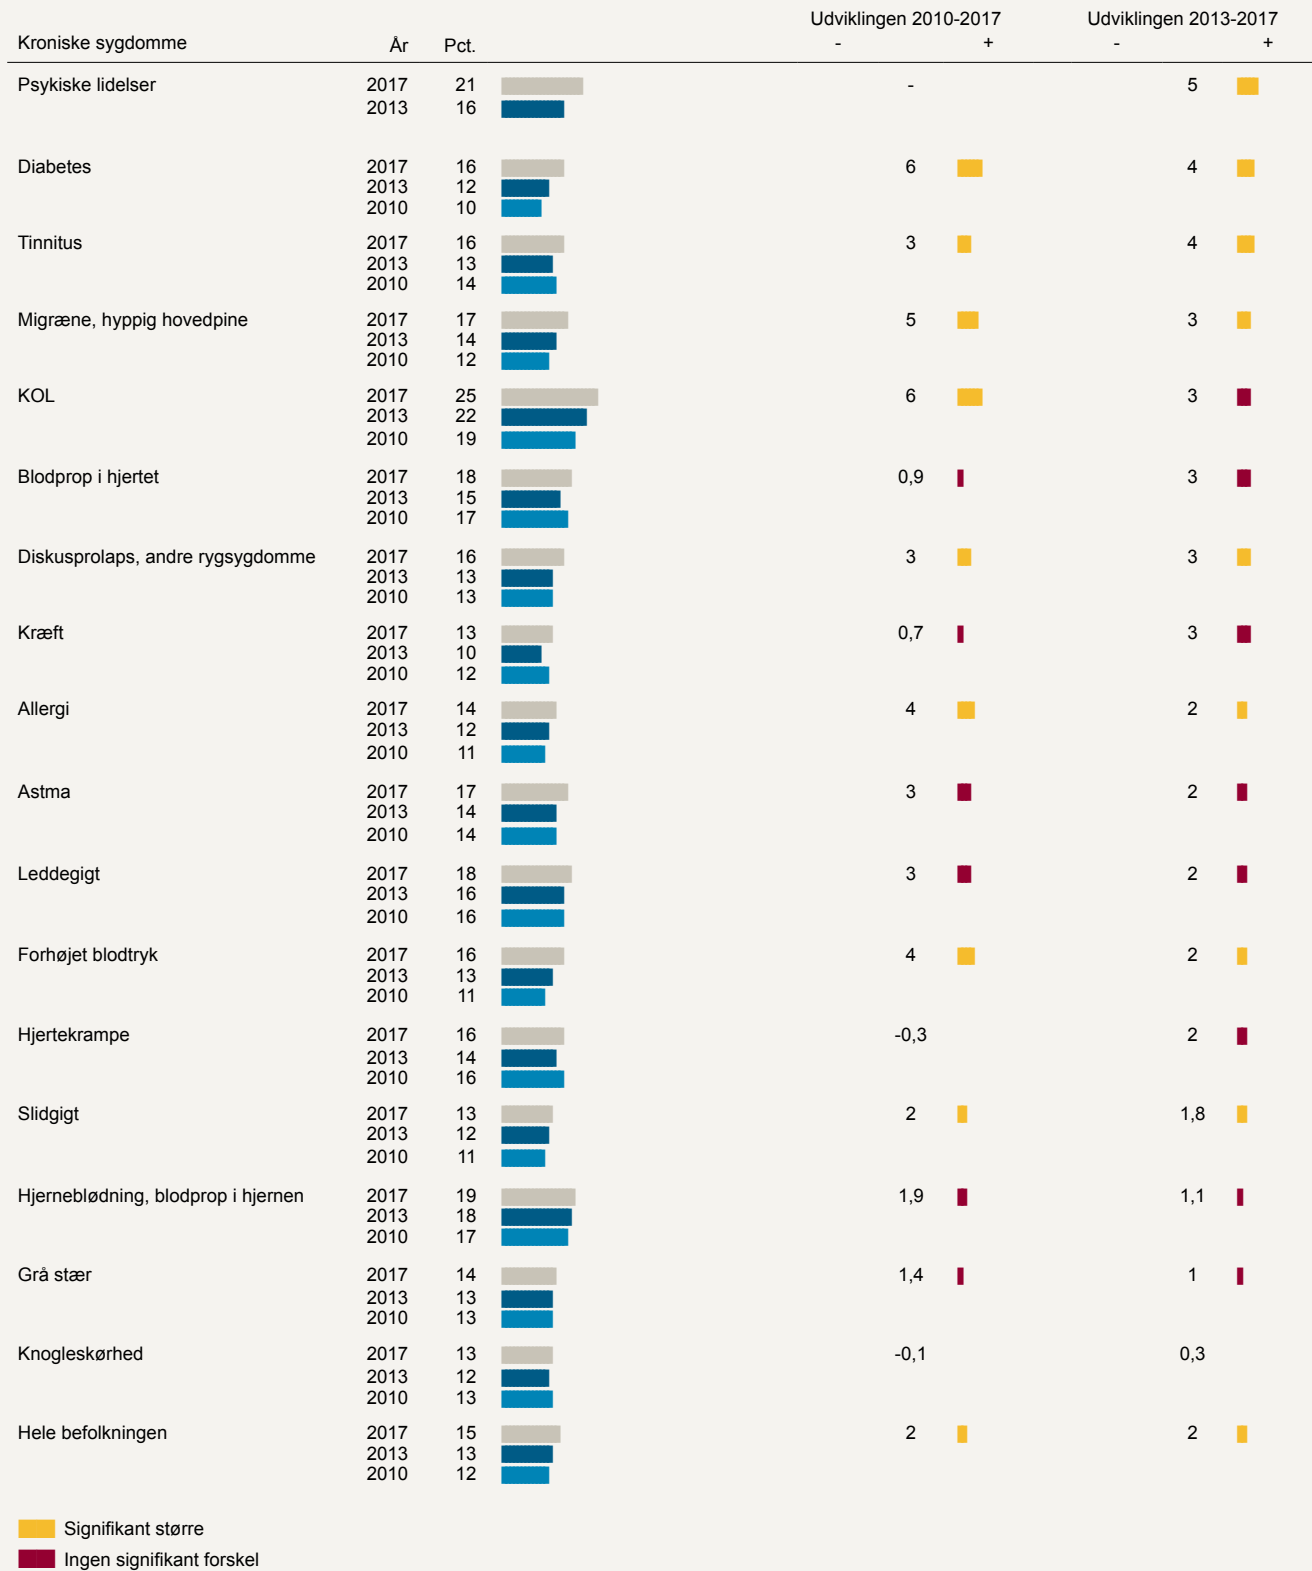 Udviklingen 2010-2017 Udviklingen 2013-2017
Kroniske sygdomme År Pct. - + - +
Psykiske lidelser 2017 21 - 5
2013 16
Diabetes 2017 16 6 4
2013 12
2010 10
Tinnitus 2017 16 3 4
2013 13
2010 14
Migræne, hyppig hovedpine 2017 17 5 3
2013 14
2010 12
KOL 2017 25 6 3
2013 22
2010 19
Blodprop i hjertet 2017 18 0,9 3
2013 15
2010 17
Diskusprolaps, andre rygsygdomme 2017 16 3 3
2013 13
2010 13
Kræft 2017 13 0,7 3
2013 10
2010 12
Allergi 2017 14 4 2
2013 12
2010 11
Astma 2017 17 3 2
2013 14
2010 14
Leddegigt 2017 18 3 2
2013 16
2010 16
Forhøjet blodtryk 2017 16 4 2
2013 13
2010 11
Hjertekrampe 2017 16 -0,3 2
2013 14
2010 16
Slidgigt 2017 13 2 1,8
2013 12
2010 11
Hjerneblødning, blodprop i hjernen 2017 19 1,9 1,1
2013 18
2010 17
Grå stær 2017 14 1,4 1
2013 13
2010 13
Knogleskørhed 2017 13 -0,1 0,3
2013 12
2010 13
Hele befolkningen 2017 15 2 2
2013 13
2010 12
Signifikant større
Ingen signifikant forskel